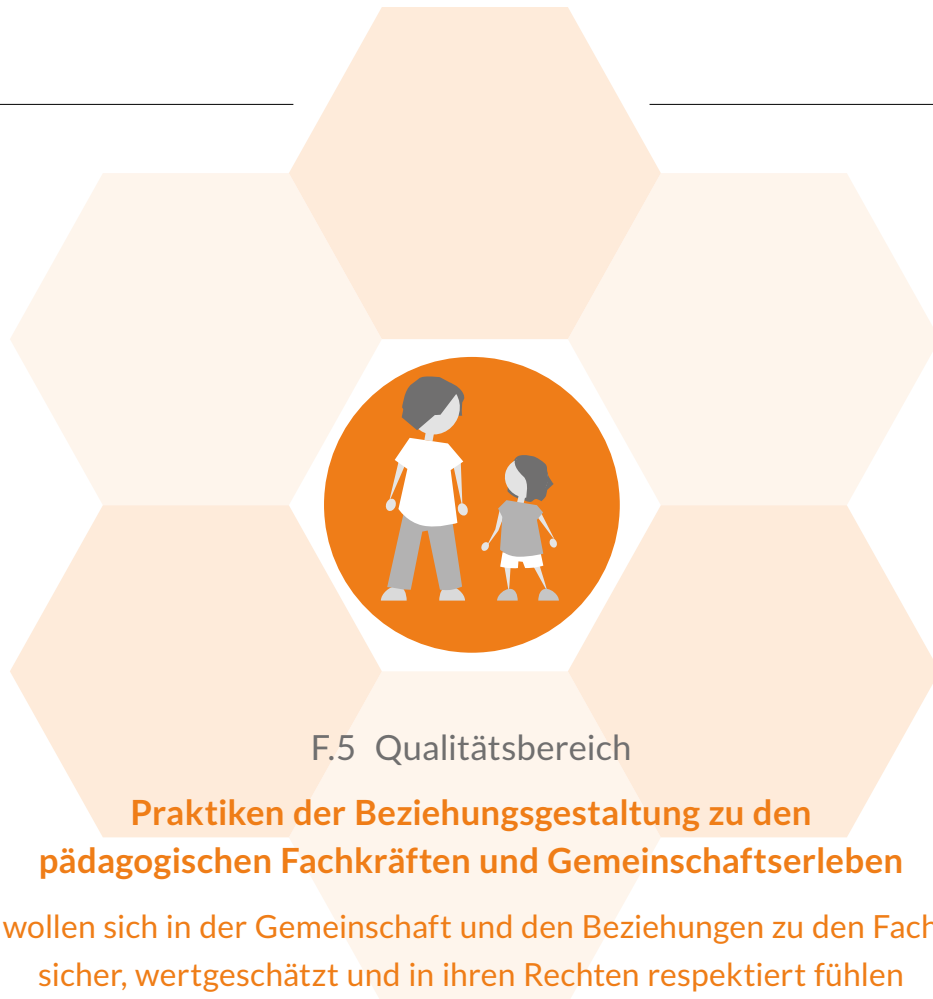 F.5 Qualitätsbereich
Praktiken der Beziehungsgestaltung zu den
pädagogischen Fachkräften und Gemeinschaftserleben
wollen sich in der Gemeinschaft und den Beziehungen zu den Fach
sicher, wertgeschätzt und in ihren Rechten respektiert fühlen